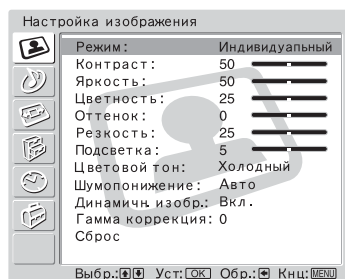 Настройка изображения
Режим: Индивидуапьный
Контраст: 50
Яркость: 50
Цветность: 25
Оттенок: 0
Резкость: 25
Подсветка: 5
Цветовой тон: Холодный
Шумопонижение: Авто
Динамичн. изобр.: Вкл.
Гамма коррекция: 0
Сброс
Выбр.: Уст: OK Обр.: Кнц: MENU